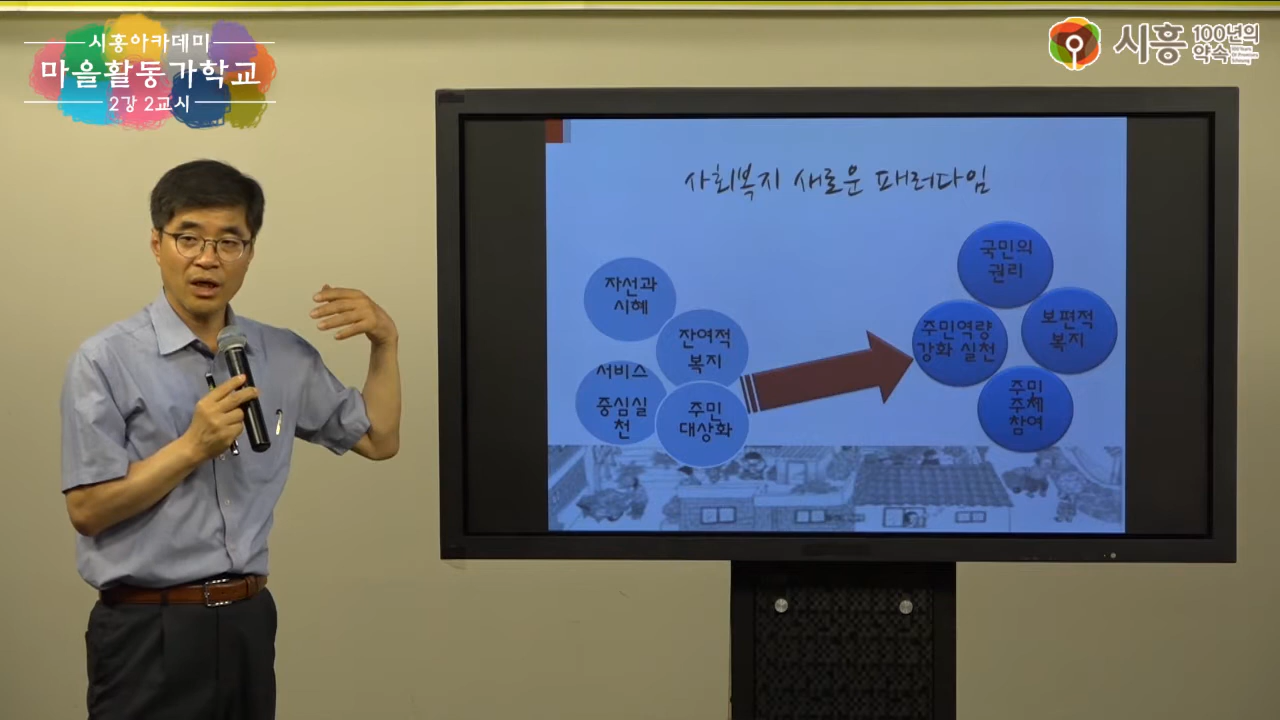 시흥아카데미
마을활동가학교
2강 2교시
시흥
100년의
약속
사회복지 새로운 패러다임
자선과
시혜
잔여적
복지
서비스
중심실
천
주민
대상화
국민의
권리
주민역량
강화 실천
보편적
복지
주민
주체
참여